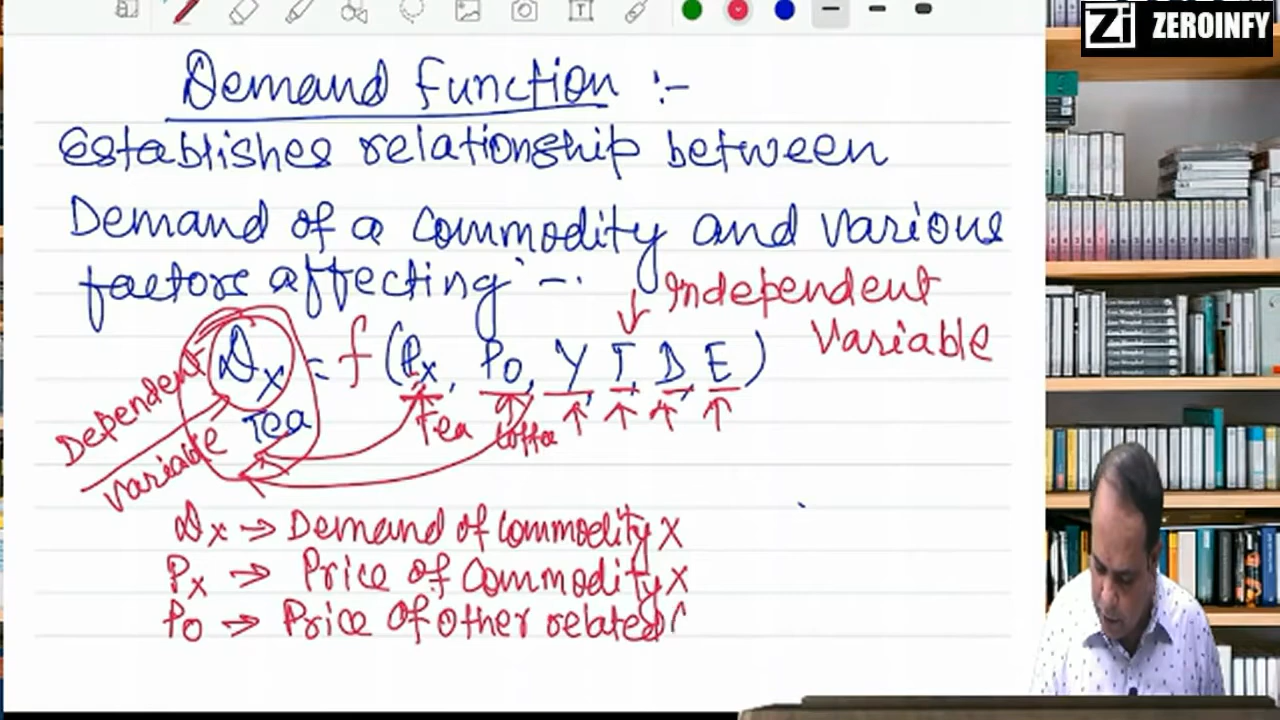 Zi ZEROINFY
Demand Function :-
Establishes relationship between
Demand of a Commodity and various
factors affecting -.
Independent
Variable
Dx = f (Px, Po, Y, T, D, E)
Dependent
Variable
Tea
Tea
Coffee
Dx → Demand of Commodity X
Px → Price of Commodity X
Po → Price Of other related